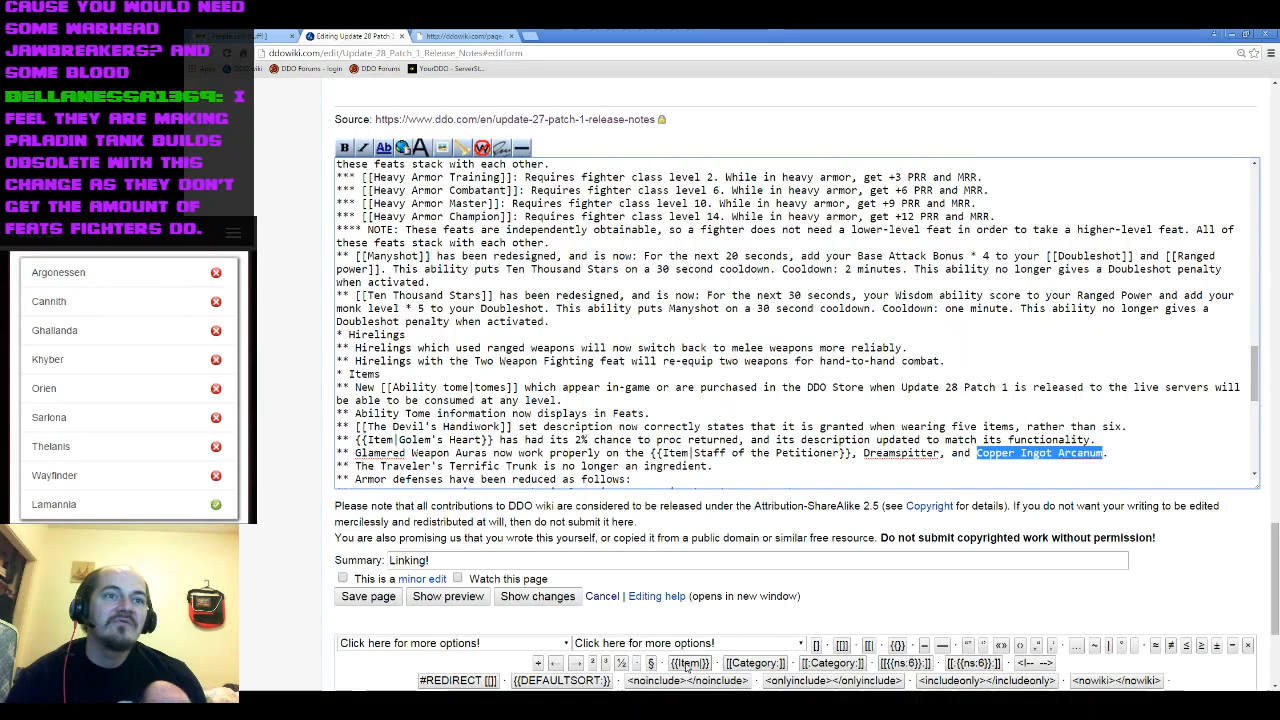 CAUSE YOU WOULD NEED
SOME WARHEAD
JAWBREAKERS? AND
SOME BLOOD
BELLANESSA1369: I
FEEL THEY ARE MAKING
PALADIN TANK BUILDS
OBSOLETE WITH THIS
CHANGE AS THEY DON'T
GET THE AMOUNT OF
FEATS FIGHTERS DO.
Argonessen
Cannith
Ghallanda
Khyber
Orien
Sarlona
Thelanis
Wayfinder
Lamannia
Editing Update 28 Patch 1
http://ddowiki.com/page
ddowiki.com/edit/Update_28_Patch_1_Release_Notes#editform
DDO Forums - login
DDO Forums
YourDDO - ServerSt...
Source: https://www.ddo.com/en/update-27-patch-1-release-notes
these feats stack with each other.
*** [[Heavy Armor Training]]: Requires fighter class level 2. While in heavy armor, get +3 PRR and MRR.
*** [[Heavy Armor Combatant]]: Requires fighter class level 6. While in heavy armor, get +6 PRR and MRR.
*** [[Heavy Armor Master]]: Requires fighter class level 10. While in heavy armor, get +9 PRR and MRR.
*** [[Heavy Armor Champion]]: Requires fighter class level 14. While in heavy armor, get +12 PRR and MRR.
**** NOTE: These feats are independently obtainable, so a fighter does not need a lower-level feat in order to take a higher-level feat. All of
these feats stack with each other.
** [[Manyshot]] has been redesigned, and is now: For the next 20 seconds, add your Base Attack Bonus * 4 to your [[Doubleshot]] and [[Ranged
power]]. This ability puts Ten Thousand Stars on a 30 second cooldown. Cooldown: 2 minutes. This ability no longer gives a Doubleshot penalty
when activated.
** [[Ten Thousand Stars]] has been redesigned, and is now: For the next 30 seconds, your Wisdom ability score to your Ranged Power and add your
monk level * 5 to your Doubleshot. This ability puts Manyshot on a 30 second cooldown. Cooldown: one minute. This ability no longer gives a
Doubleshot penalty when activated.
* Hirelings
** Hirelings which used ranged weapons will now switch back to melee weapons more reliably.
** Hirelings with the Two Weapon Fighting feat will re-equip two weapons for hand-to-hand combat.
* Items
** New [[Ability tome|tomes]] which appear in-game or are purchased in the DDO Store when Update 28 Patch 1 is released to the live servers will
be able to be consumed at any level.
** Ability Tome information now displays in Feats.
** [[The Devil's Handiwork]] set description now correctly states that it is granted when wearing five items, rather than six.
** {{Item|Golem's Heart}} has had its 2% chance to proc returned, and its description updated to match its functionality.
** Glamered Weapon Auras now work properly on the {{Item|Staff of the Petitioner}}, Dreamspitter, and Copper Ingot Arcanum.
** The Traveler's Terrific Trunk is no longer an ingredient.
** Armor defenses have been reduced as follows:
Please note that all contributions to DDO wiki are considered to be released under the Attribution-ShareAlike 2.5 (see Copyright for details). If you do not want your writing to be edited
mercilessly and redistributed at will, then do not submit it here.
You are also promising us that you wrote this yourself, or copied it from a public domain or similar free resource. Do not submit copyrighted work without permission!
Summary: Linking!
This is a minor edit Watch this page
Save page Show preview Show changes Cancel | Editing help (opens in new window)
Click here for more options! Click here for more options!
{{Item|}} · [[Category:]] · [[:Category:]] · [[{{ns:6}}:]] · [[:{{ns:6}}:]] · <!-- -->
#REDIRECT [[]] · {{DEFAULTSORT:}} · <noinclude></noinclude> · <onlyinclude></onlyinclude> · <includeonly></includeonly> · <nowiki></nowiki> ·